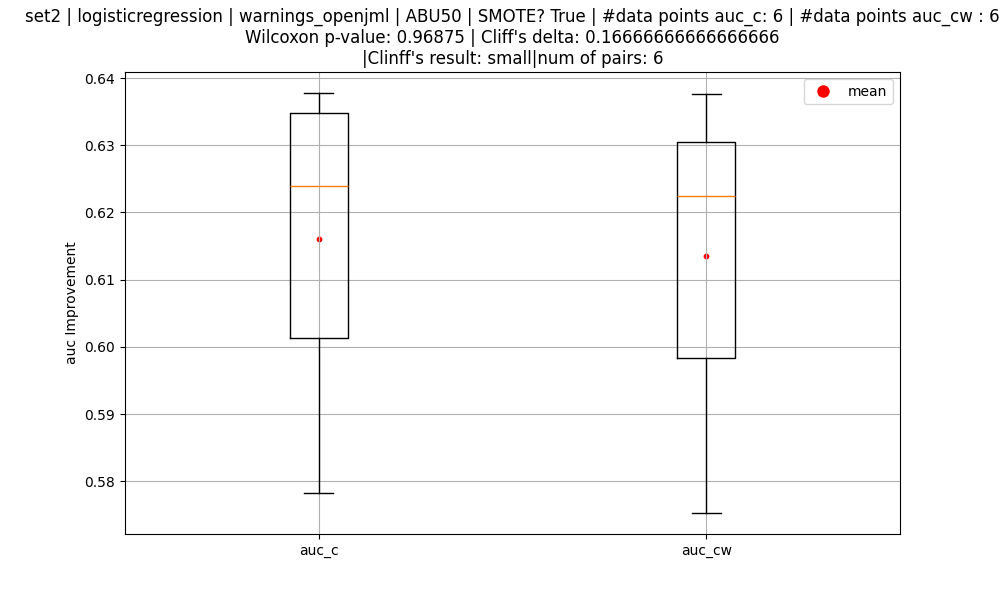 set2 | logisticregression | warnings_openjml | ABU50 | SMOTE? True | #data points auc_c: 6 | #data points auc_cw : 6
Wilcoxon p-value: 0.96875 | Cliff's delta: 0.16666666666666666
|Clinff's result: small|num of pairs: 6
mean
auc Improvement
0.64
0.63
0.62
0.61
0.60
0.59
0.58
auc_c
auc_cw